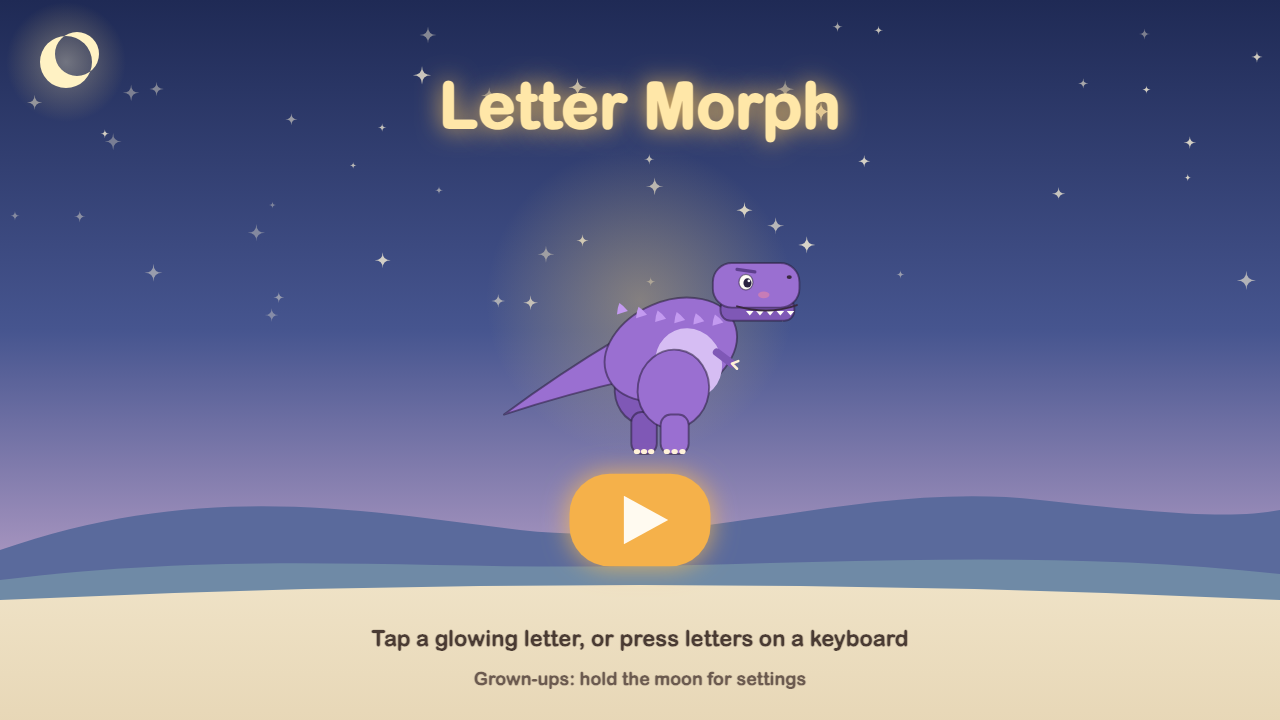 Letter Morph
Tap a glowing letter, or press letters on a keyboard
Grown-ups: hold the moon for settings